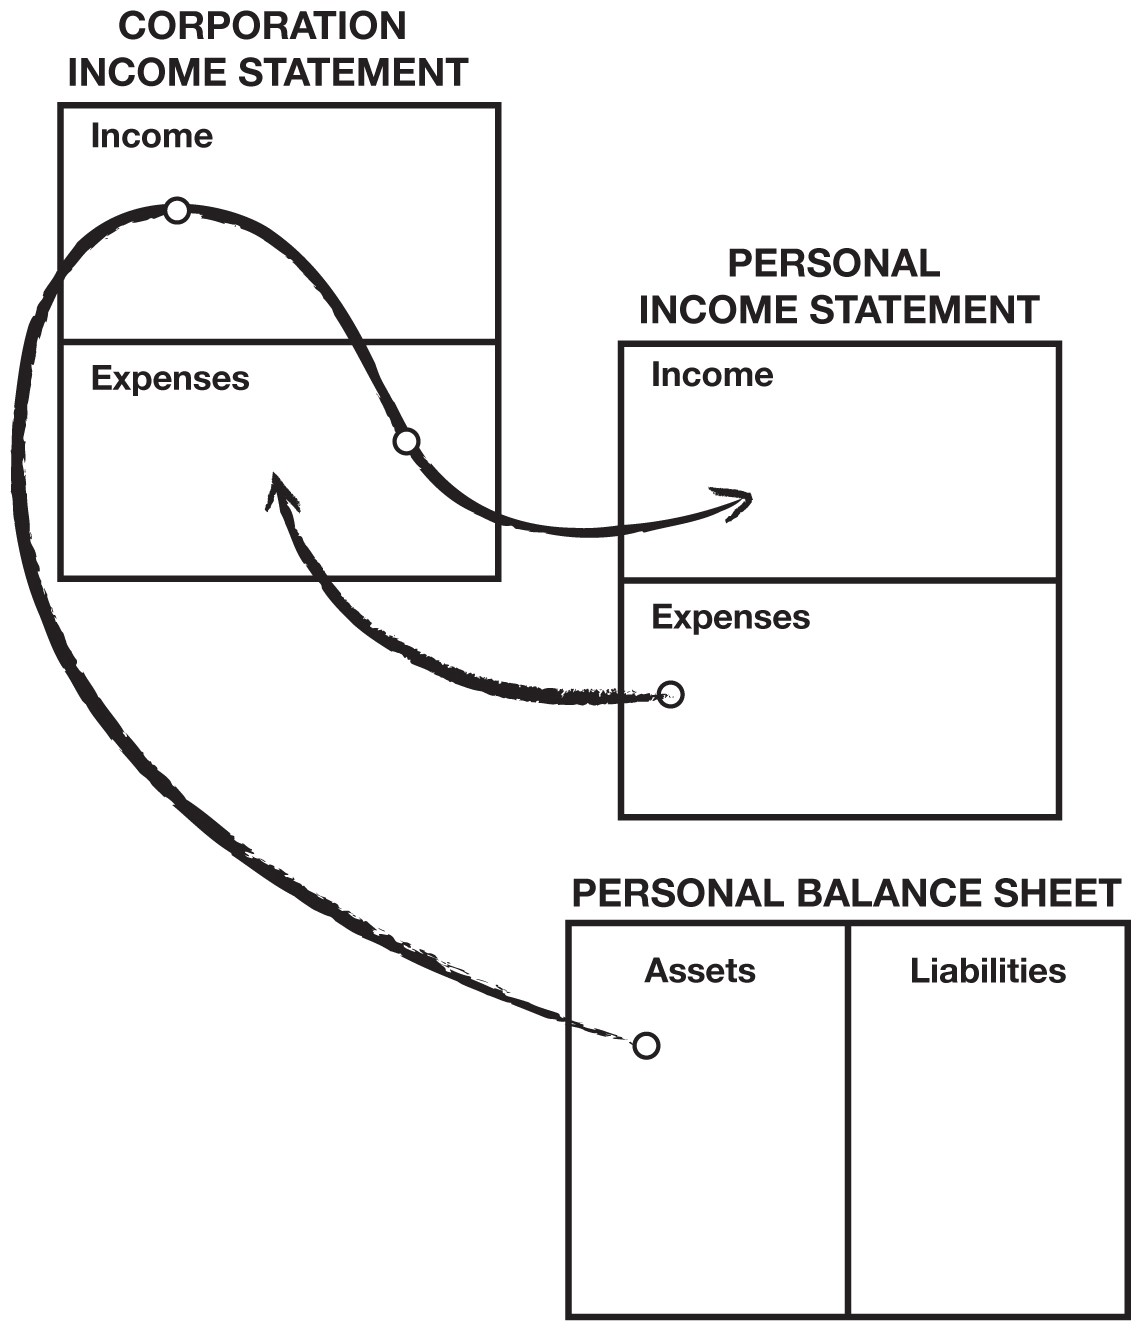 CORPORATION
INCOME STATEMENT
Income
Expenses
PERSONAL
INCOME STATEMENT
Income
Expenses
PERSONAL BALANCE SHEET
Assets
Liabilities